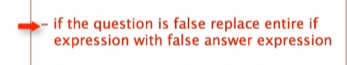 – if the question is false replace entire if
expression with false answer expression